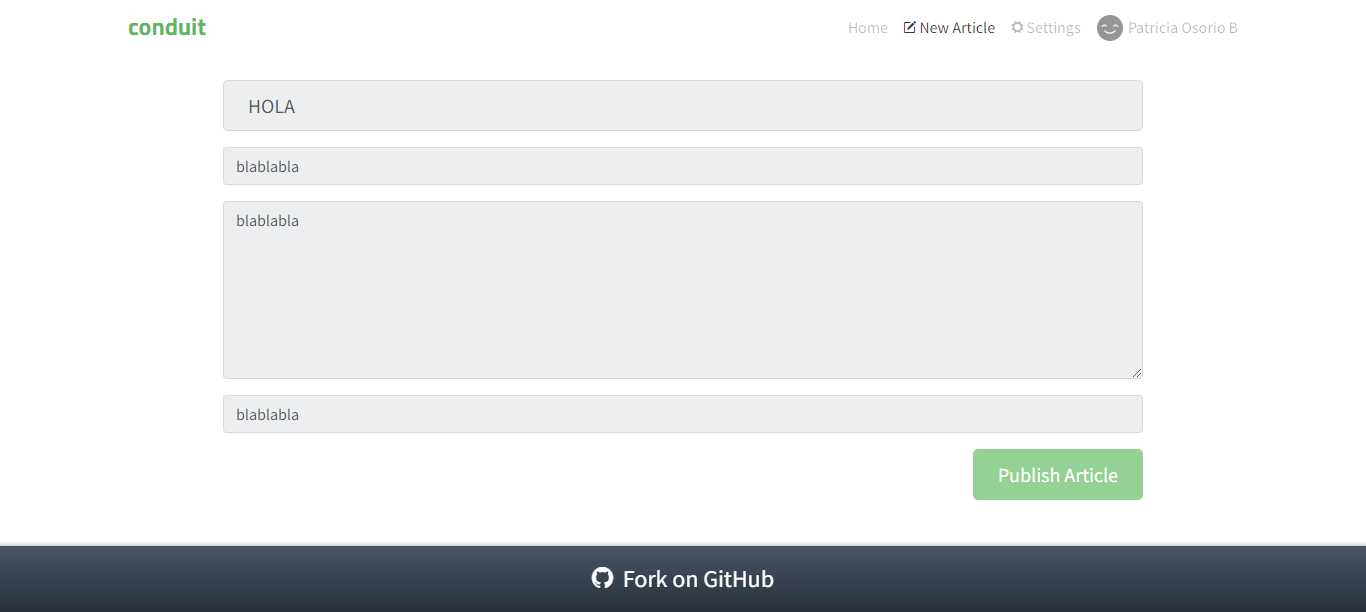 conduit
Home New Article Settings Patricia Osorio B
HOLA
blablabla
blablabla
blablabla
Publish Article
Fork on GitHub